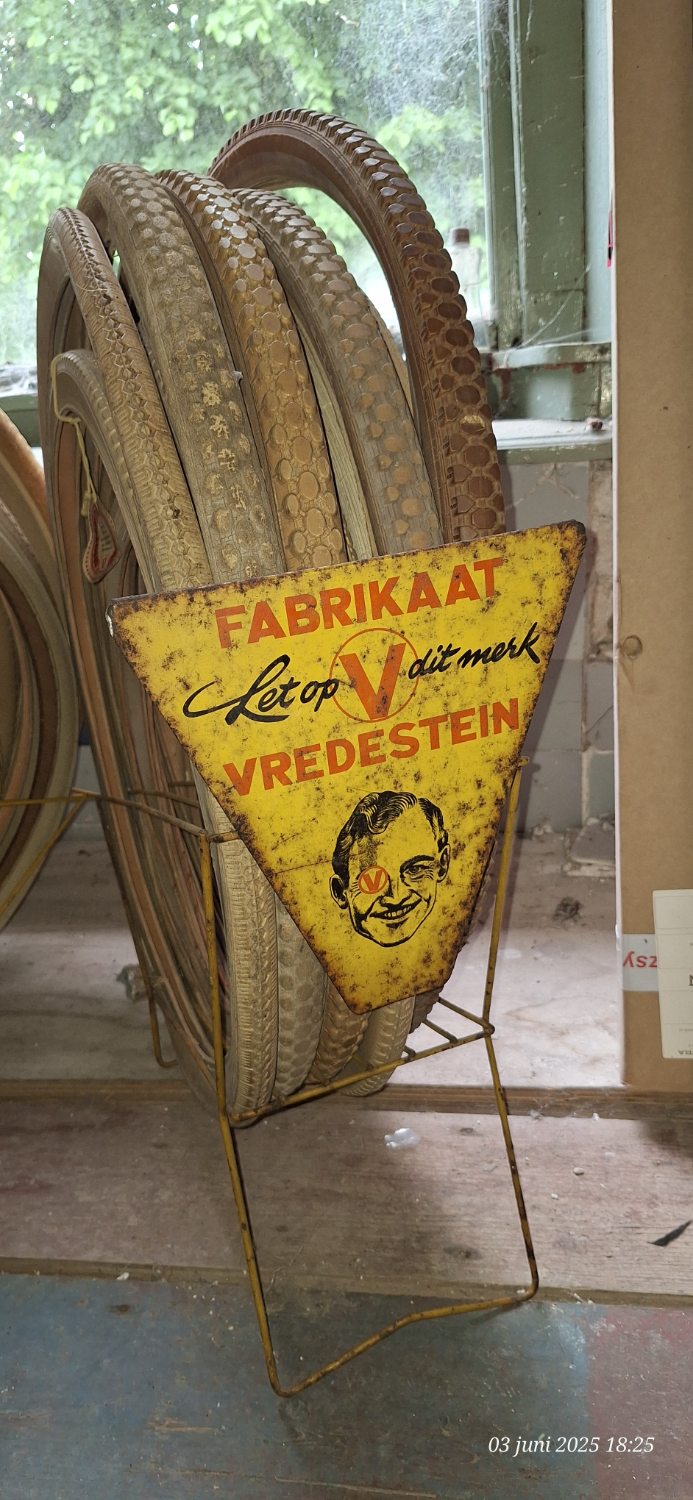 FABRIKAAT
Let op V dit merk
VREDESTEIN
V
03 juni 2025 18:25